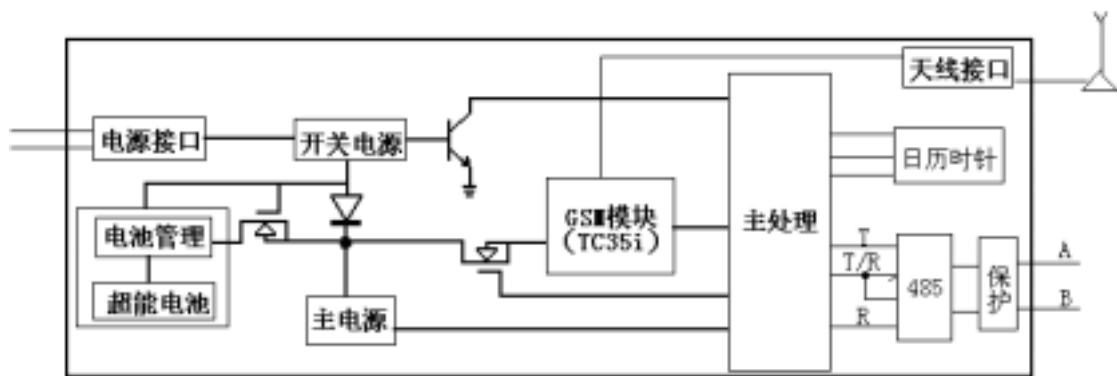 天线接口
电源接口
开关电源
日历时针
电池管理
GSM模块
(TC35i)
主处理
超能电池
主电源
T
T/R
R
485
保护
A
B